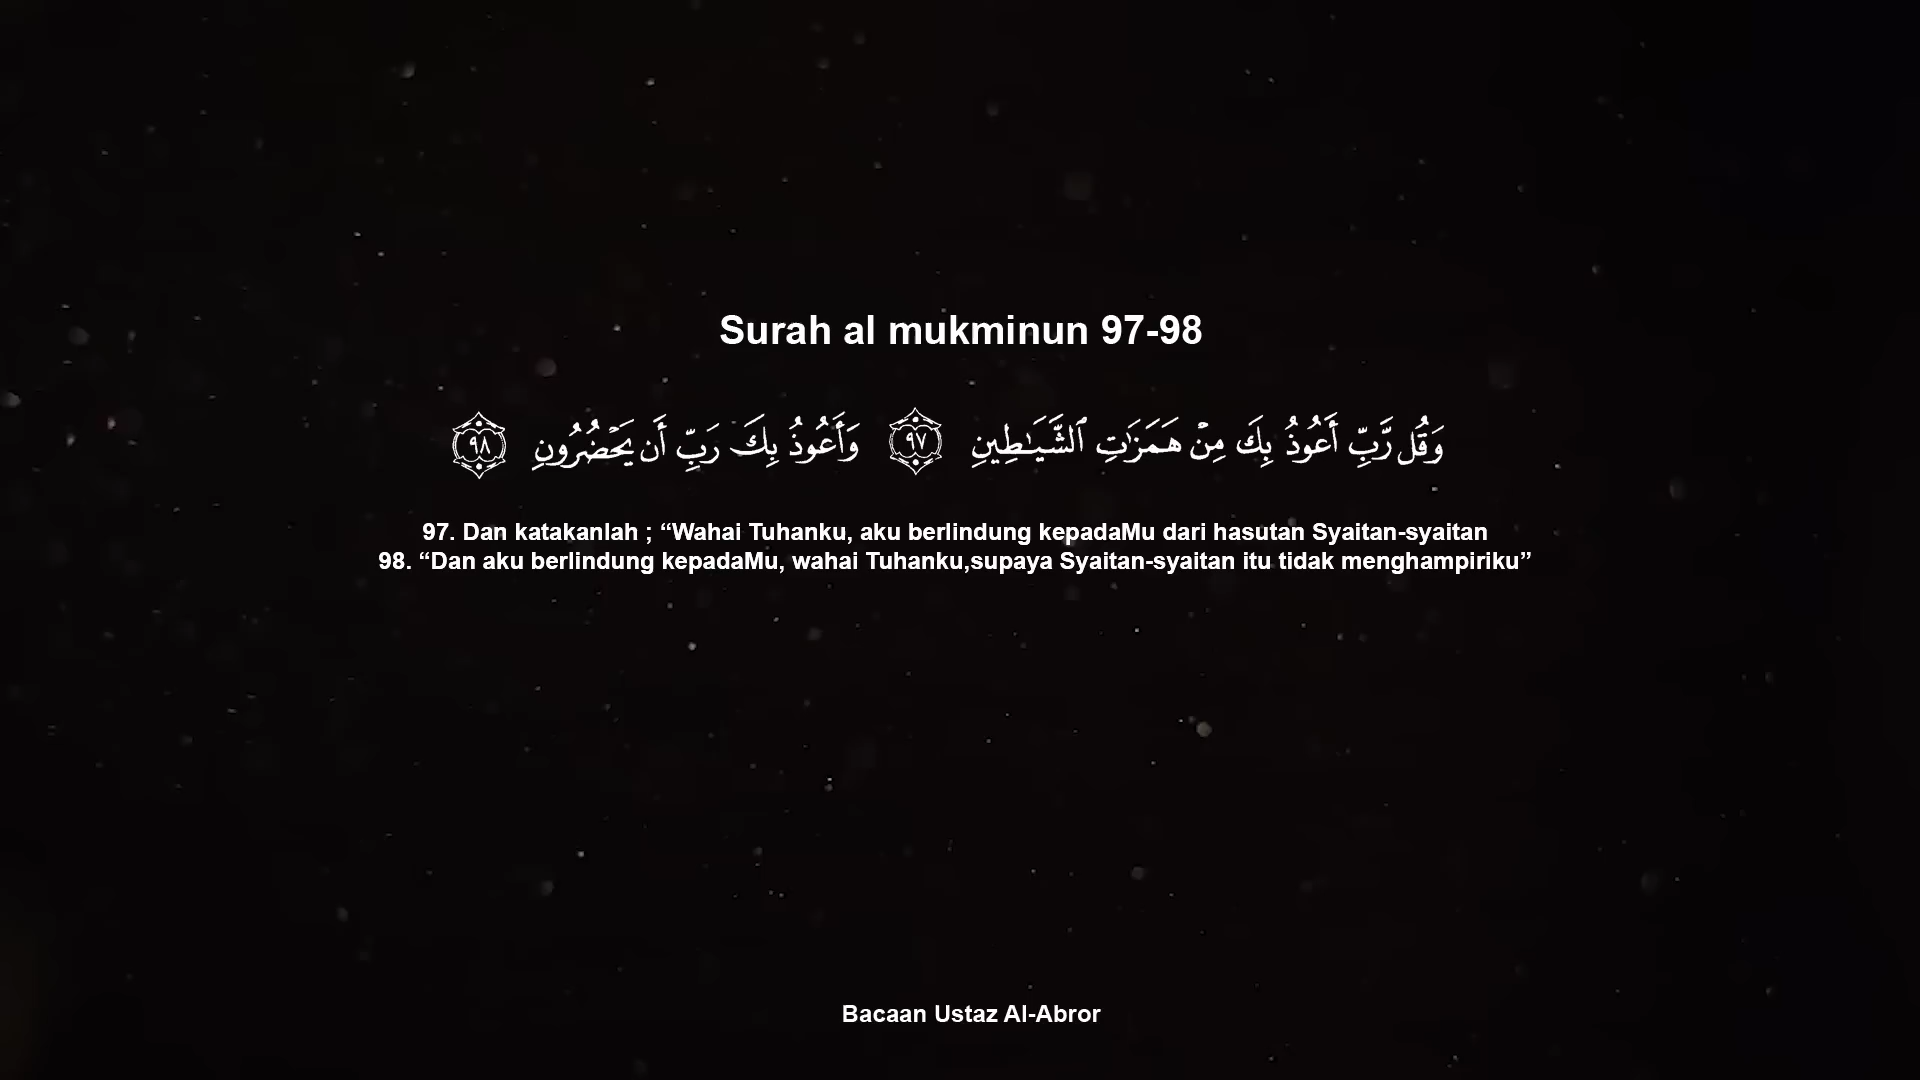 Surah al mukminun 97-98
وَقُل رَّبِّ أَعُوذُ بِكَ مِنْ هَمَزَٰتِ ٱلشَّيَـٰطِينِ ٩٧ وَأَعُوذُ بِكَ رَبِّ أَن يَحْضُرُونِ ٩٨
97. Dan katakanlah ; “Wahai Tuhanku, aku berlindung kepadaMu dari hasutan Syaitan-syaitan
98. “Dan aku berlindung kepadaMu, wahai Tuhanku,supaya Syaitan-syaitan itu tidak menghampiriku”
Bacaan Ustaz Al-Abror